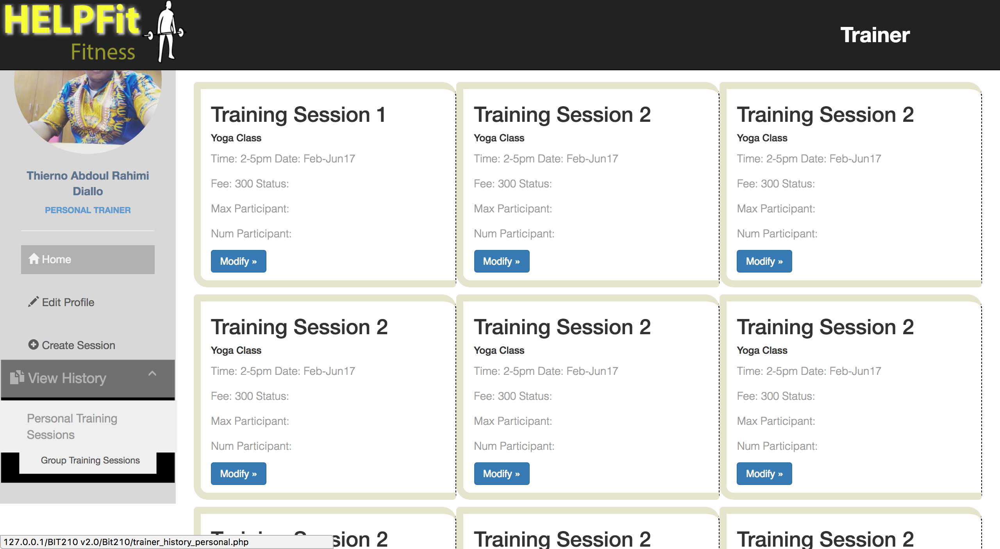 HELPFit
Fitness
Trainer
Thierno Abdoul Rahimi
Diallo
PERSONAL TRAINER
Home
Edit Profile
Create Session
View History
Personal Training
Sessions
Group Training Sessions
Training Session 1
Yoga Class
Time: 2-5pm Date: Feb-Jun17
Fee: 300 Status:
Max Participant:
Num Participant:
Modify »
Training Session 2
Yoga Class
Time: 2-5pm Date: Feb-Jun17
Fee: 300 Status:
Max Participant:
Num Participant:
Modify »
Training Session 2
Yoga Class
Time: 2-5pm Date: Feb-Jun17
Fee: 300 Status:
Max Participant:
Num Participant:
Modify »
Training Session 2
Yoga Class
Time: 2-5pm Date: Feb-Jun17
Fee: 300 Status:
Max Participant:
Num Participant:
Modify »
Training Session 2
Yoga Class
Time: 2-5pm Date: Feb-Jun17
Fee: 300 Status:
Max Participant:
Num Participant:
Modify »
Training Session 2
Yoga Class
Time: 2-5pm Date: Feb-Jun17
Fee: 300 Status:
Max Participant:
Num Participant:
Modify »
Training Session 2
Training Session 2
Training Session 2
127.0.0.1/BIT210 v2.0/Bit210/trainer_history_personal.php